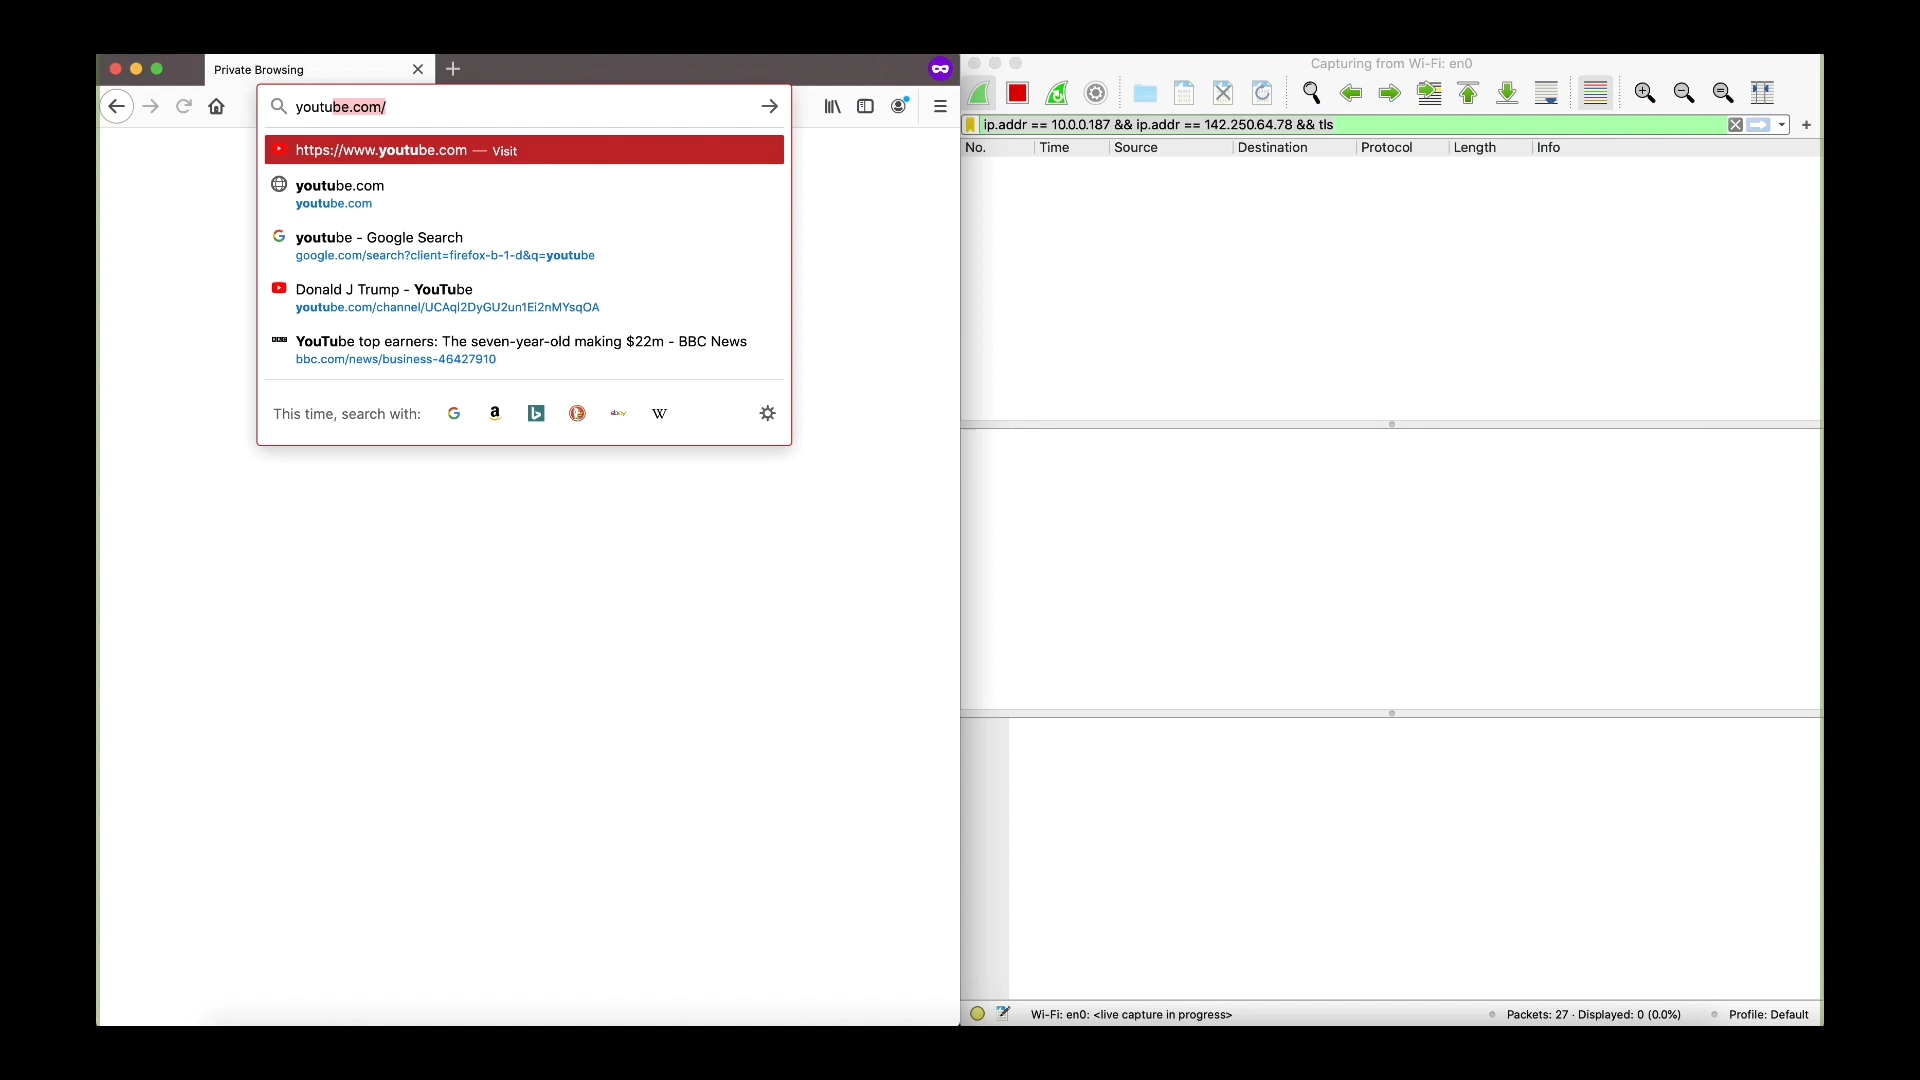 Private Browsing
youtube.com/
https://www.youtube.com — Visit
youtube.com
youtube.com
youtube - Google Search
google.com/search?client=firefox-b-1-d&q=youtube
Donald J Trump - YouTube
youtube.com/channel/UCAql2DyGU2un1Ei2nMYsqOA
YouTube top earners: The seven-year-old making $22m - BBC News
bbc.com/news/business-46427910
This time, search with:
Capturing from Wi-Fi: en0
ip.addr == 10.0.0.187 && ip.addr == 142.250.64.78 && tls
No. Time Source Destination Protocol Length Info
Wi-Fi: en0: <live capture in progress>
Packets: 27 · Displayed: 0 (0.0%)
Profile: Default